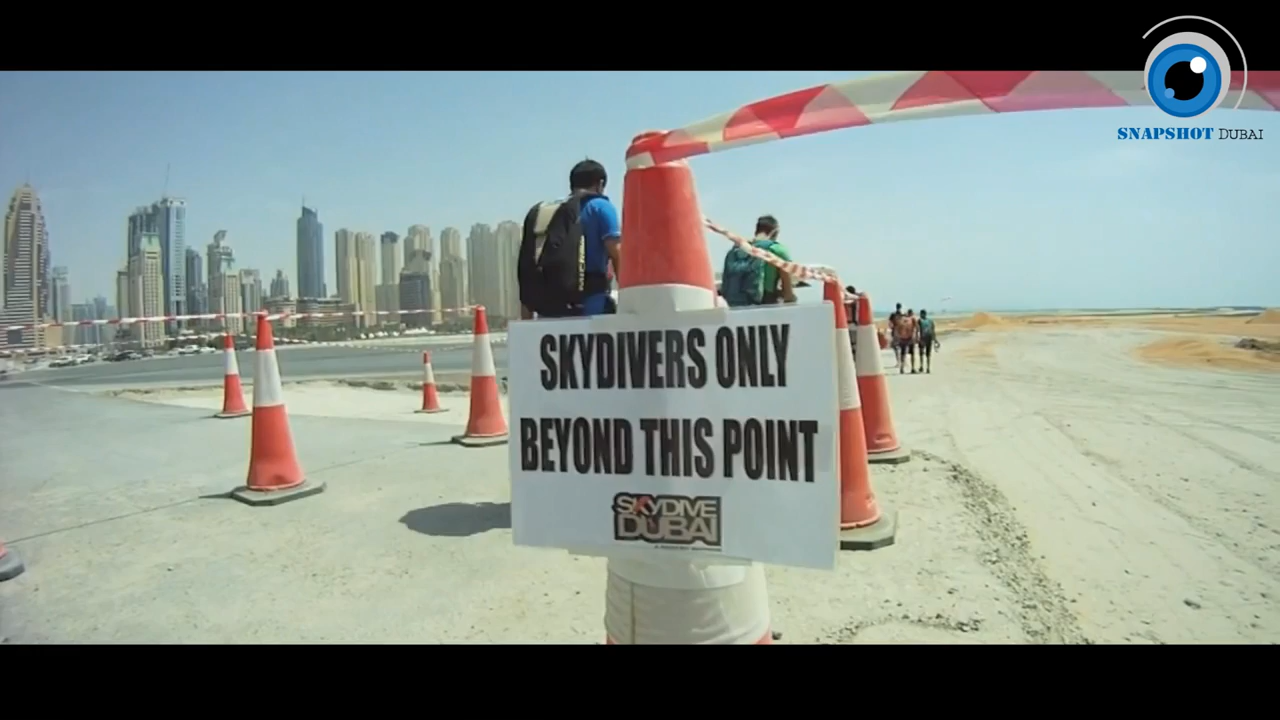 SNAPSHOT DUBAI
SKYDIVERS ONLY
BEYOND THIS POINT
SKYDIVE
DUBAI